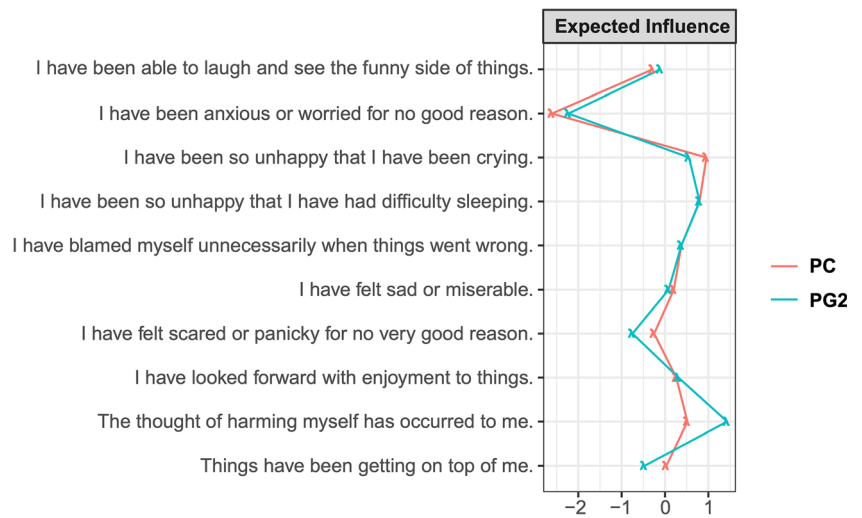 Expected Influence
I have been able to laugh and see the funny side of things.
I have been anxious or worried for no good reason.
I have been so unhappy that I have been crying.
I have been so unhappy that I have had difficulty sleeping.
I have blamed myself unnecessarily when things went wrong.
I have felt sad or miserable.
I have felt scared or panicky for no very good reason.
I have looked forward with enjoyment to things.
The thought of harming myself has occurred to me.
Things have been getting on top of me.
−2 −1 0 1
PC
PG2